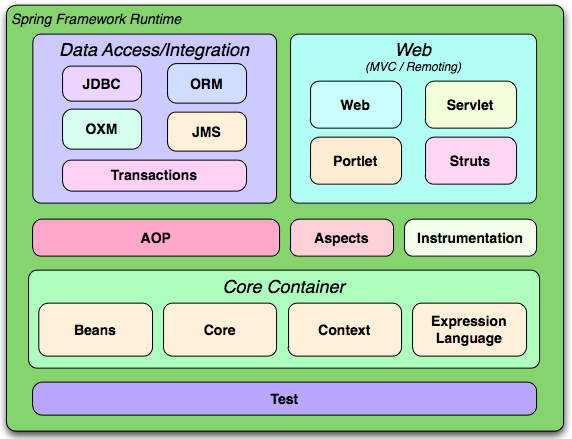 Spring Framework Runtime
Data Access/Integration
JDBC
ORM
OXM
JMS
Transactions
Web
(MVC / Remoting)
Web
Servlet
Portlet
Struts
AOP
Aspects
Instrumentation
Core Container
Beans
Core
Context
Expression
Language
Test